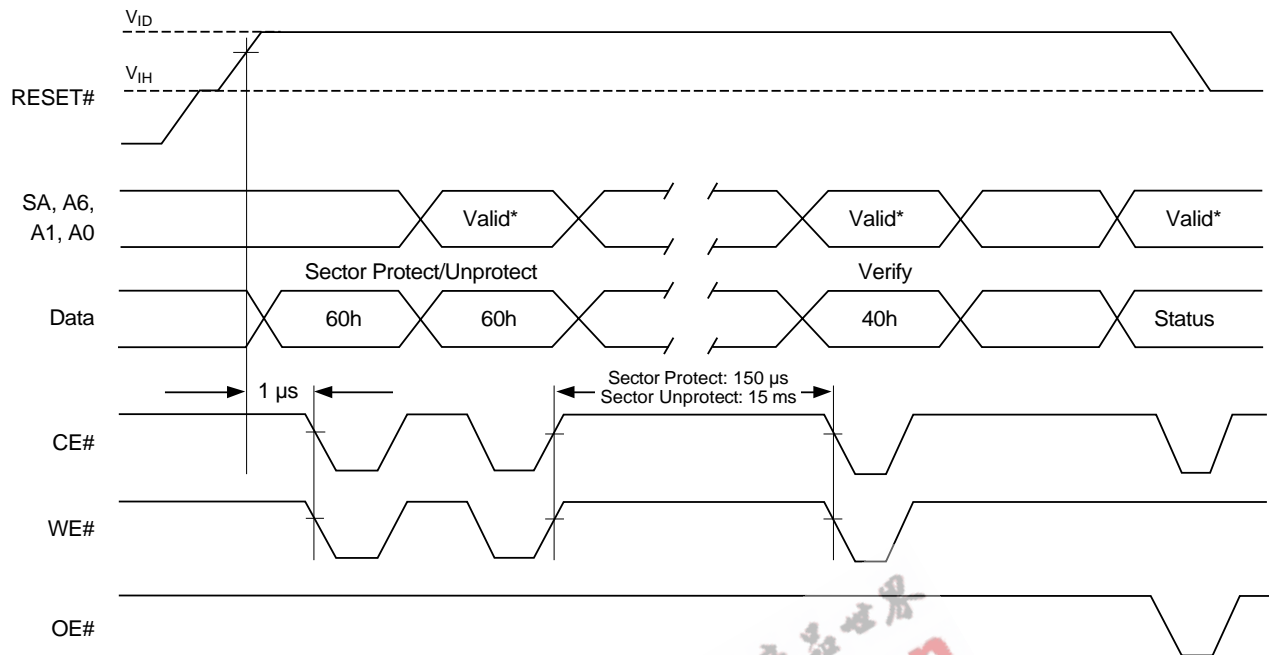 V_ID
V_IH
RESET#
SA, A6,
A1, A0
Valid*
Valid*
Valid*
Sector Protect/Unprotect
Verify
Data
60h
60h
40h
Status
1 µs
Sector Protect: 150 µs
Sector Unprotect: 15 ms
CE#
WE#
OE#